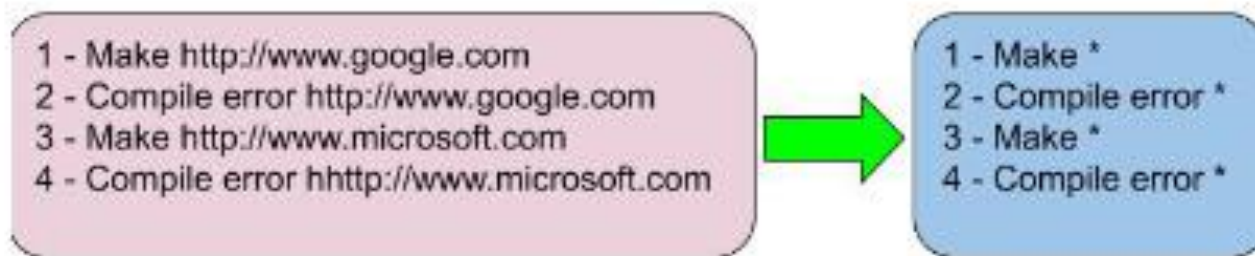 1 - Make http://www.google.com
2 - Compile error http://www.google.com
3 - Make http://www.microsoft.com
4 - Compile error hhttp://www.microsoft.com
1 - Make *
2 - Compile error *
3 - Make *
4 - Compile error *